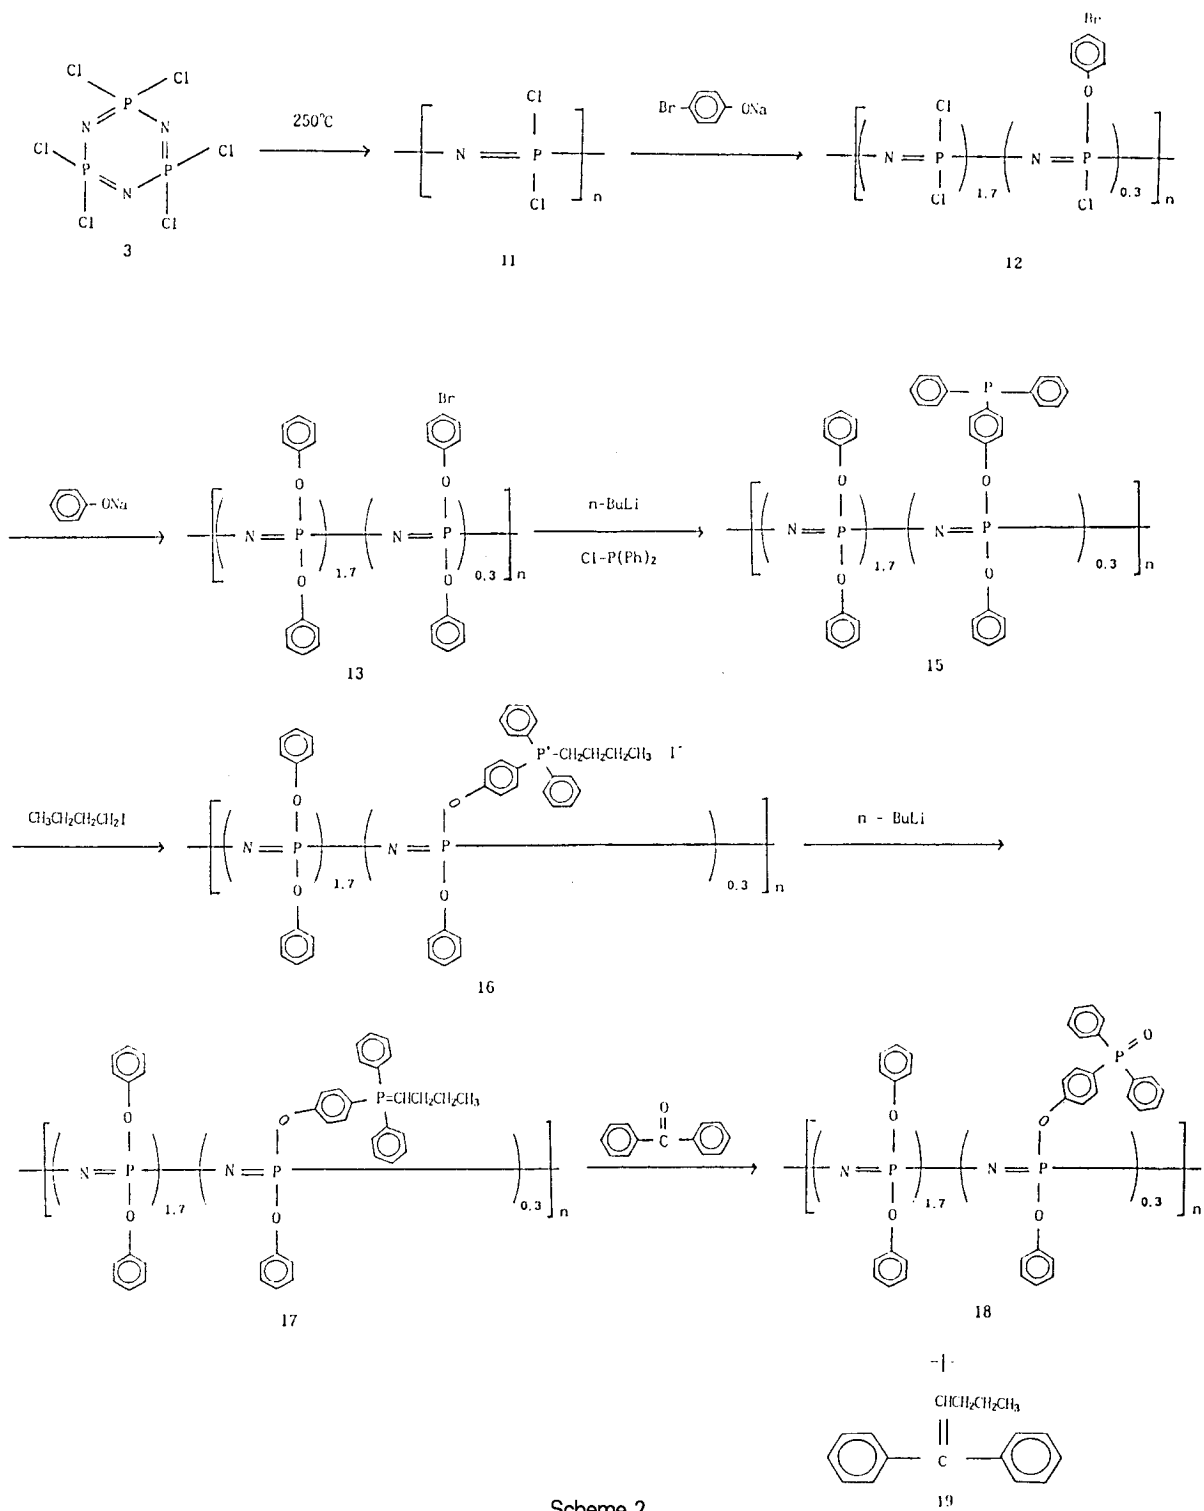 Cl Cl
P
N N
Cl P P Cl
N
Cl Cl
3
250°C
Cl
N P
Cl
n
11
Br ONa
Cl
N P
Cl
1.7
Br
O
N P
Cl
0.3
n
12
ONa
O
N P
O
1.7
Br
O
N P
O
0.3
n
13
n-BuLi
Cl-P(Ph)2
O
N P
O
1.7
P
O
N P
O
0.3
n
15
CH3CH2CH2CH2I
O
N P
O
1.7
P+-CH2CH2CH2CH3 I-
O
N P
O
0.3
n
16
n - BuLi
O
N P
O
1.7
P=CHCH2CH2CH3
O
N P
O
0.3
n
17
O
C
O
N P
O
1.7
P O
O
N P
O
0.3
n
18
+
CHCH2CH2CH3
C
19
Scheme 2